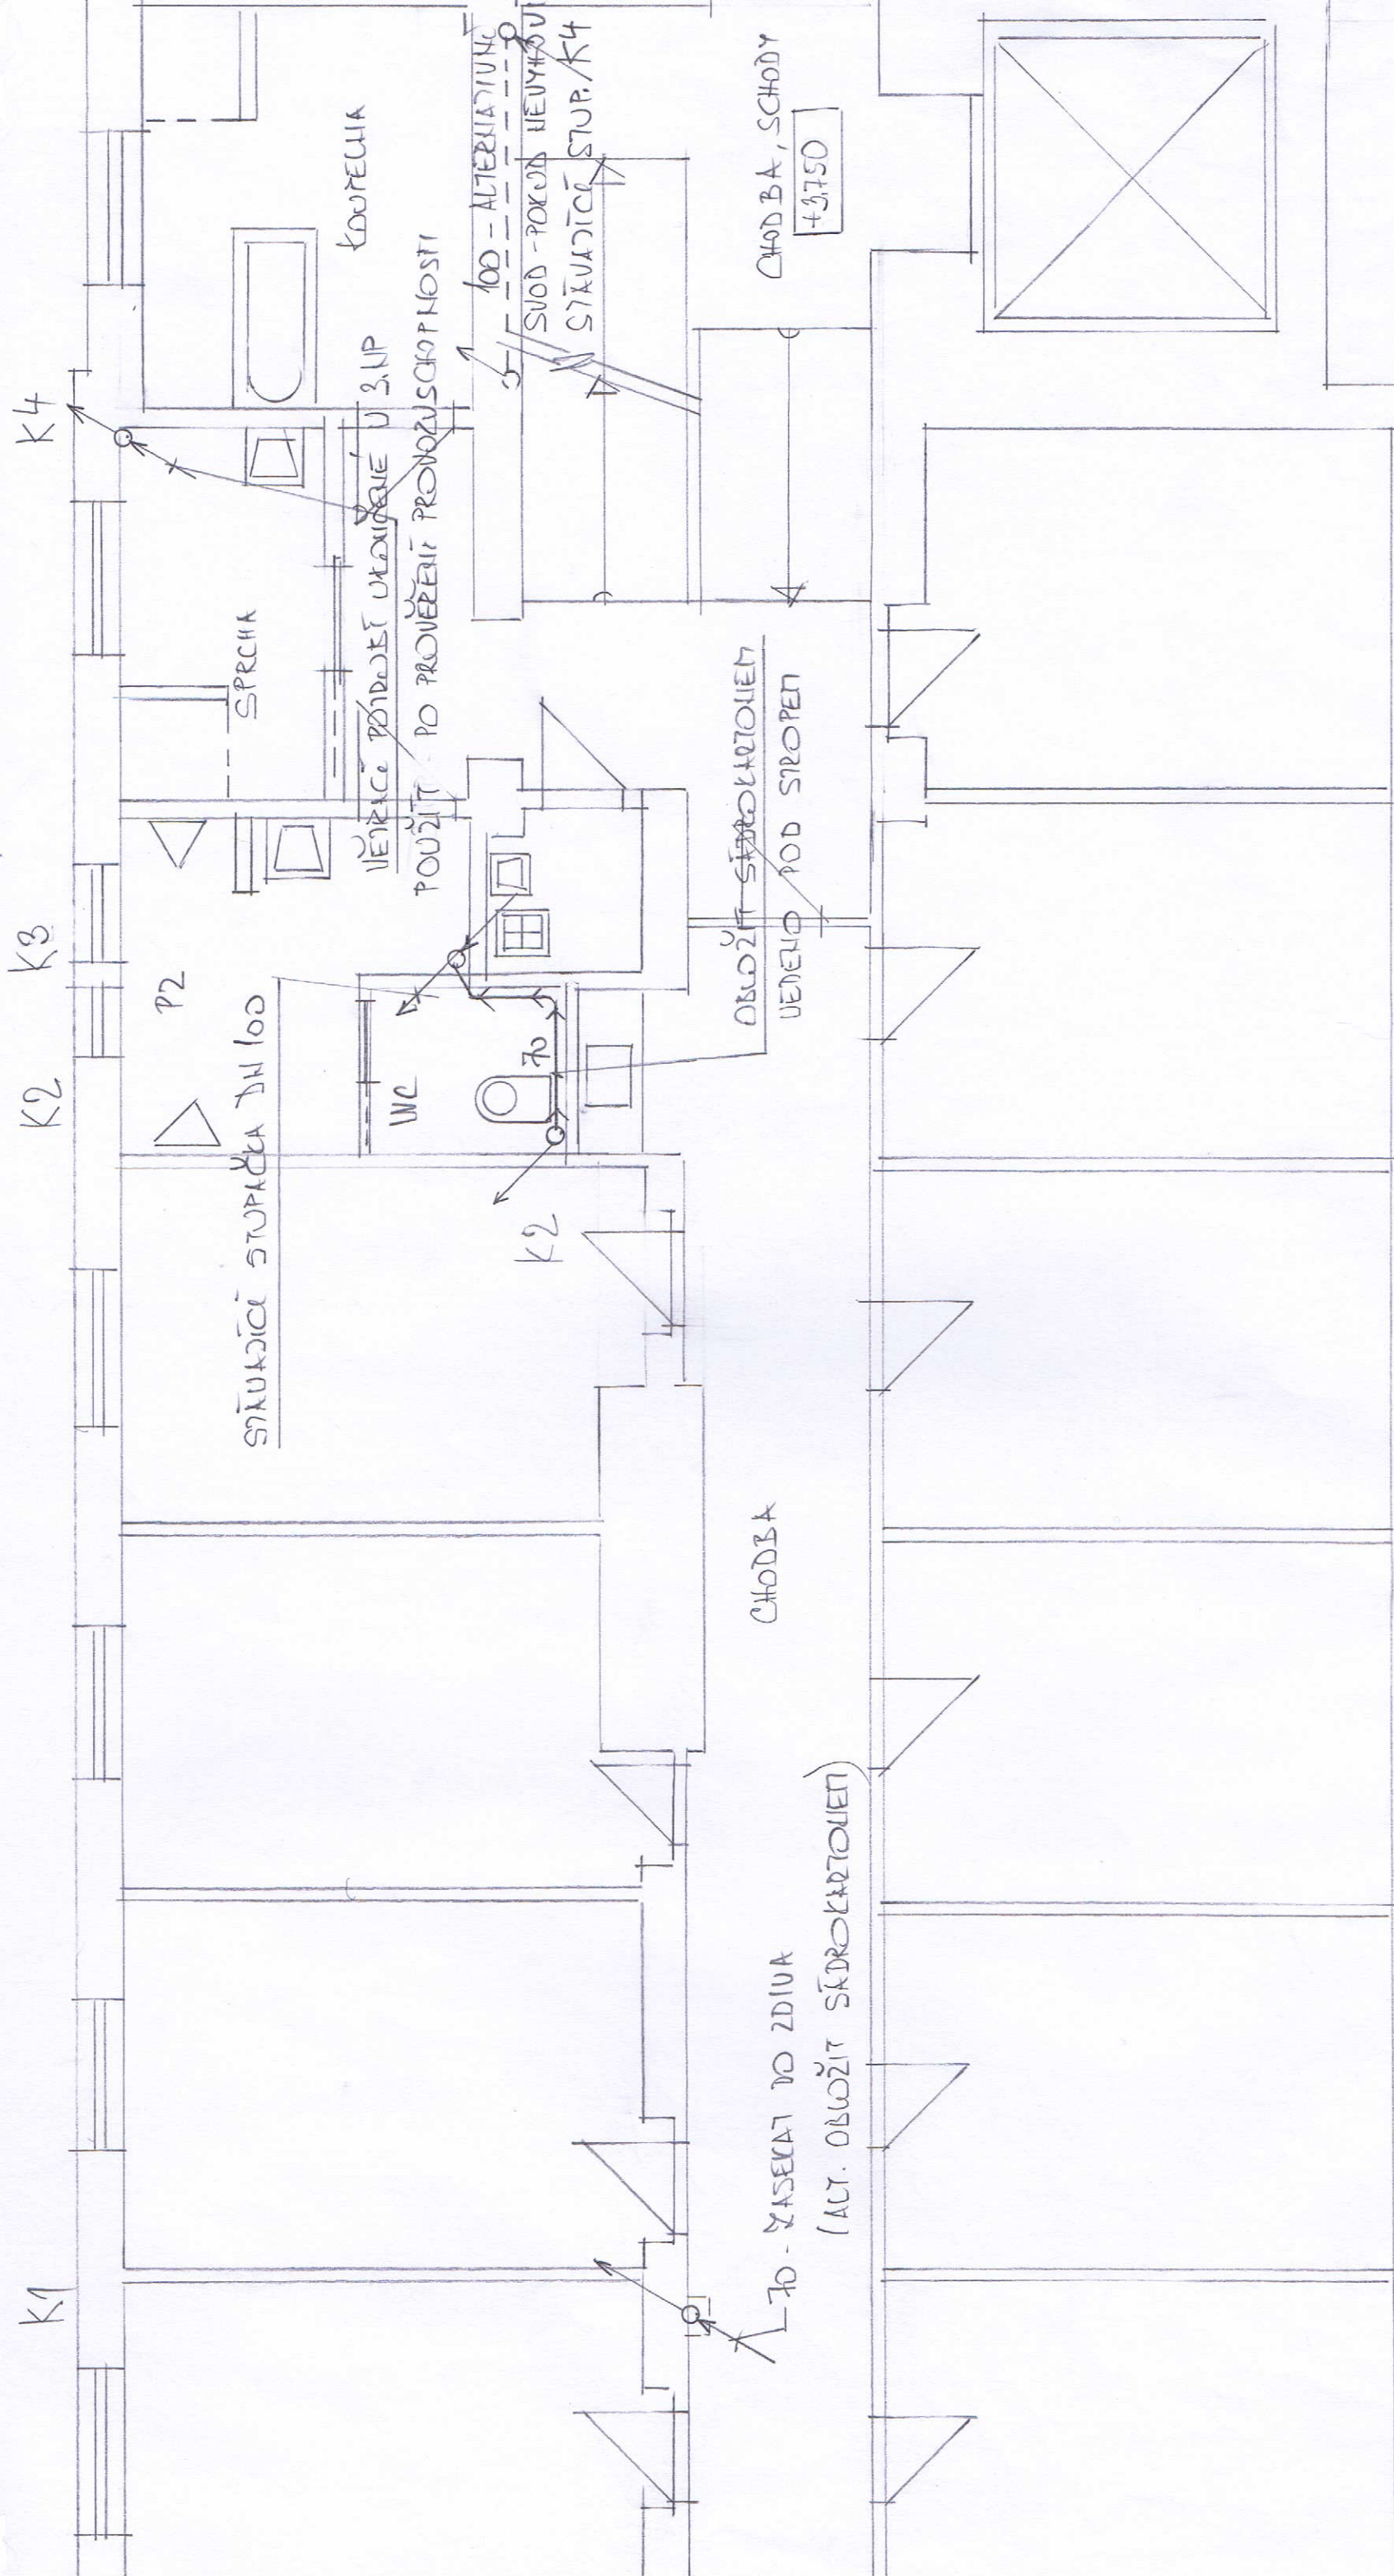 K1
K2
K3
K4
P2
STÁVAJÍCÍ STUPAČKA DN 100
SPRCHA
KOUPELNA
VĚTRACÍ POTRUBÍ UKONČENÉ V 3.NP
POUŽÍT PO PROVĚŘENÍ PROVOZUSCHOPNOSTI
WC
70
K2
100 - ALTERNATIVNÍ
SVOD - POKUD NEVYHOVÍ
STÁVAJÍCÍ STUP./K4
OBLOŽIT SÁDROKARTONEM
VEDENO POD STROPEM
CHODBA, SCHODY
+3,750
CHODBA
70 - ZASEKAT DO ZDIVA
(ALT. OBLOŽIT SÁDROKARTONEM)